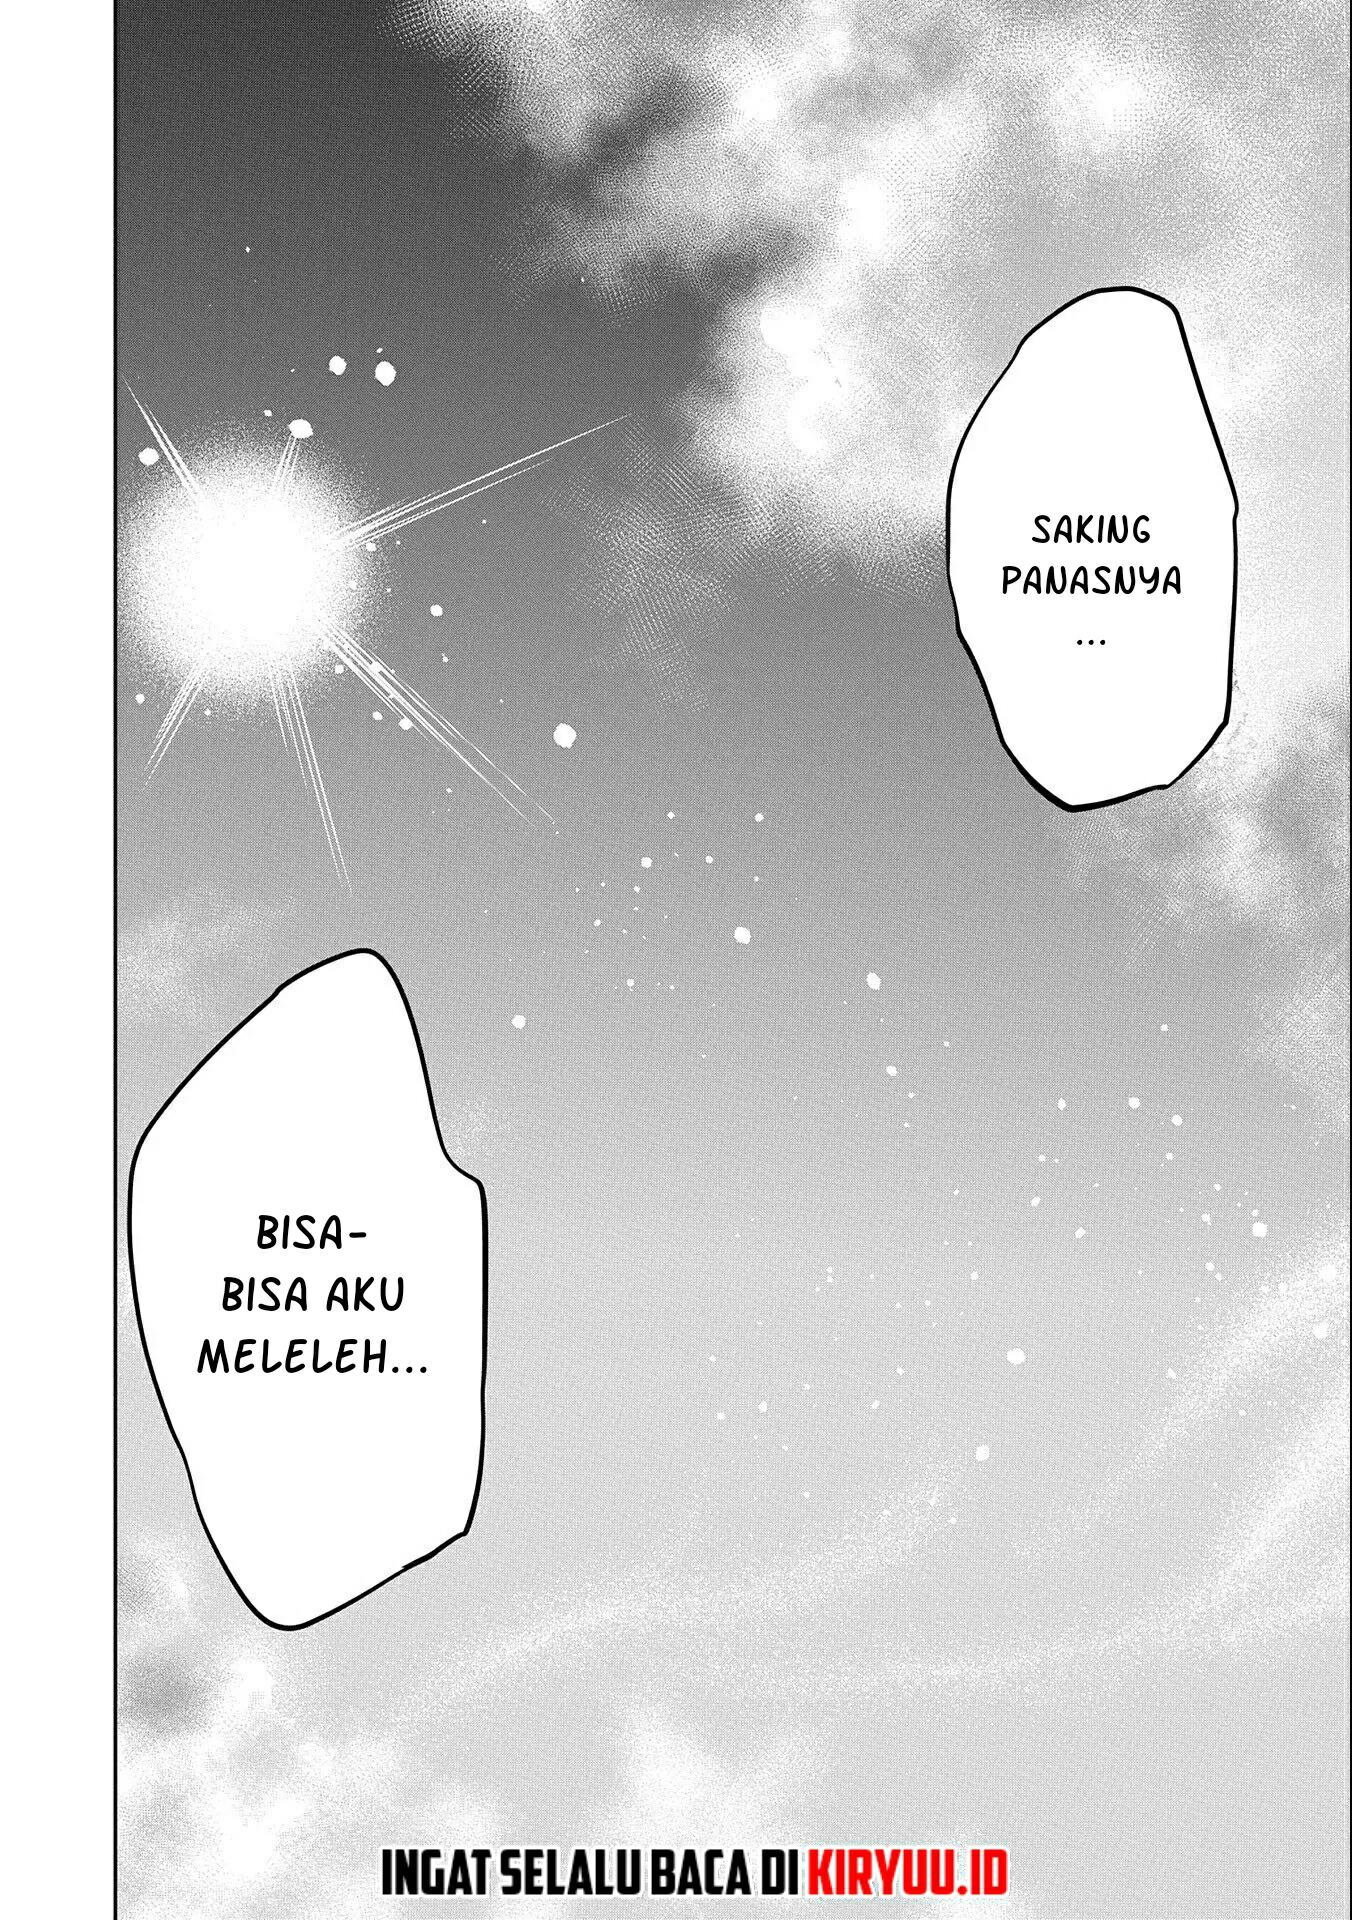 SAKING
PANASNYA
...
BISA-
BISA AKU
MELELEH...
INGAT SELALU BACA DI KIRYUU.ID